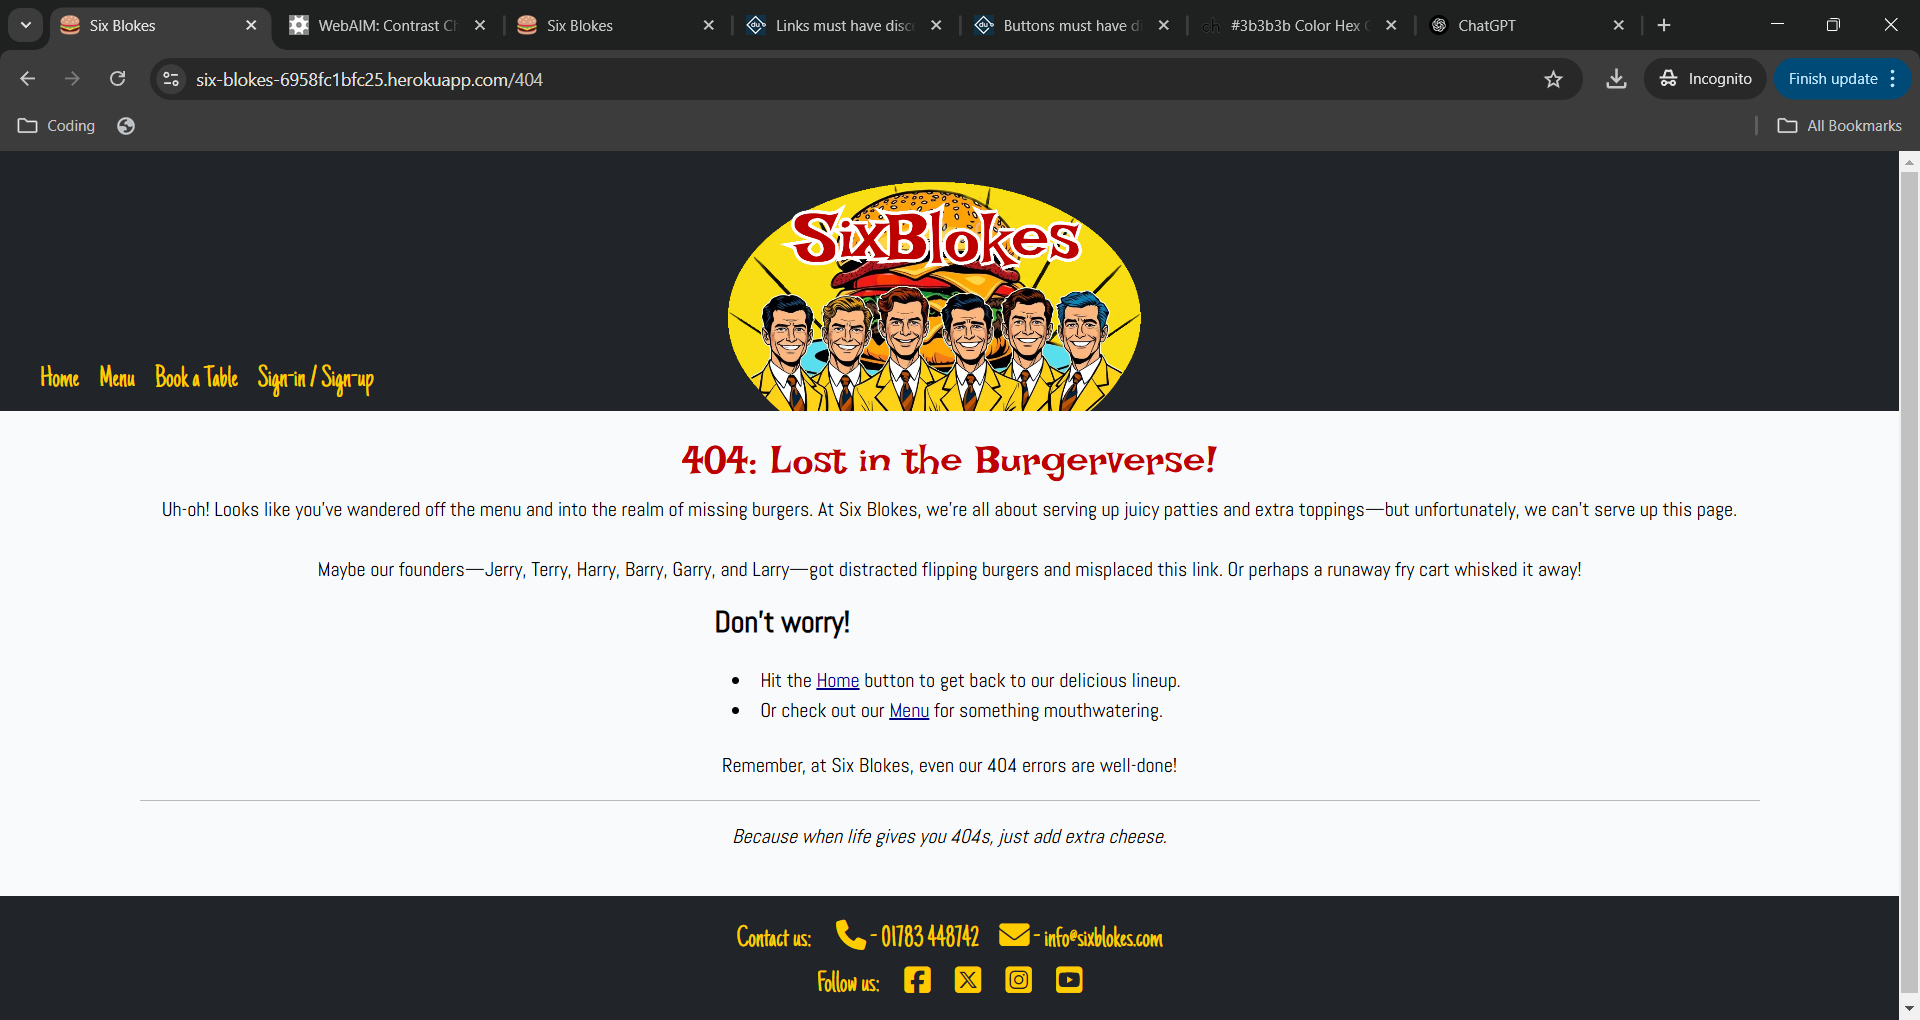 Six Blokes
WebAIM: Contrast Ch
Six Blokes
Links must have disc
Buttons must have di
ch
#3b3b3b Color Hex
ChatGPT
six-blokes-6958fc1bfc25.herokuapp.com/404
Incognito
Finish update
Coding
All Bookmarks
SixBlokes
Home
Menu
Book a Table
Sign-in / Sign-up
404: Lost in the Burgerverse!
Uh-oh! Looks like you've wandered off the menu and into the realm of missing burgers. At Six Blokes, we're all about serving up juicy patties and extra toppings—but unfortunately, we can't serve up this page.
Maybe our founders—Jerry, Terry, Harry, Barry, Garry, and Larry—got distracted flipping burgers and misplaced this link. Or perhaps a runaway fry cart whisked it away!
Don't worry!
Hit the Home button to get back to our delicious lineup.
Or check out our Menu for something mouthwatering.
Remember, at Six Blokes, even our 404 errors are well-done!
Because when life gives you 404s, just add extra cheese.
Contact us: - 01783 448742 - info@sixblokes.com
Follow us: